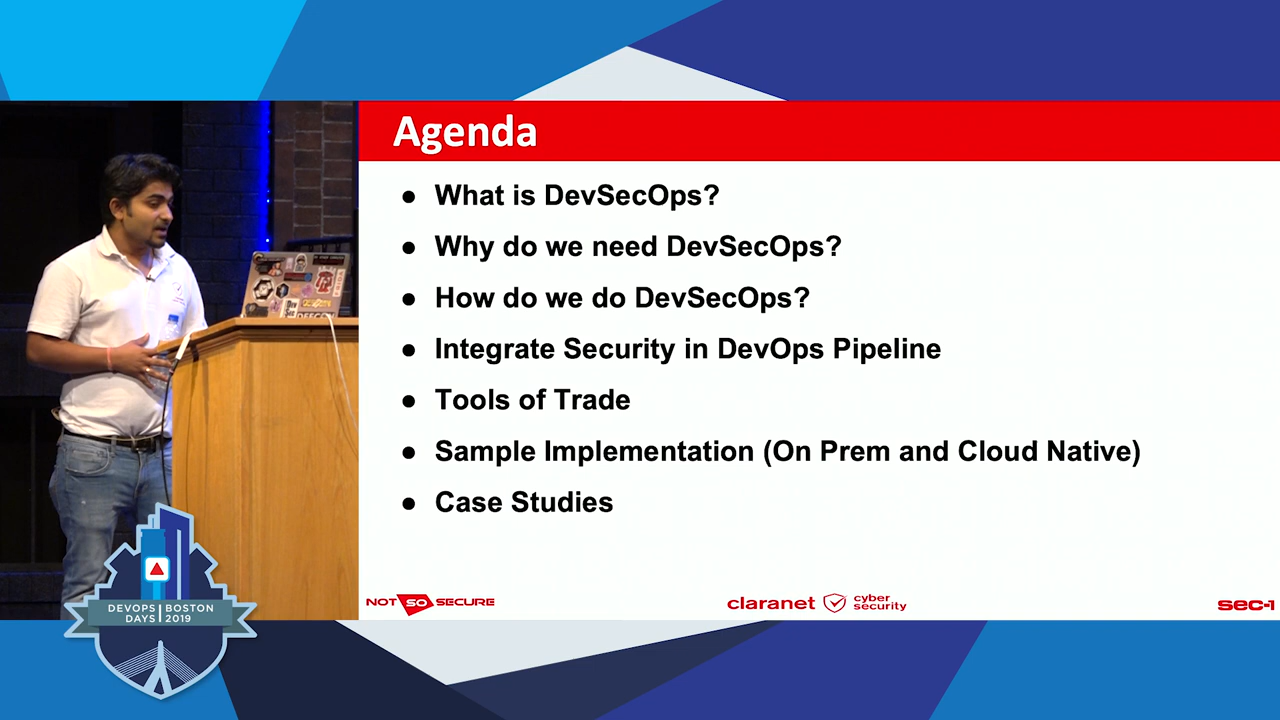 Agenda
● What is DevSecOps?
● Why do we need DevSecOps?
● How do we do DevSecOps?
● Integrate Security in DevOps Pipeline
● Tools of Trade
● Sample Implementation (On Prem and Cloud Native)
● Case Studies
NOT SO SECURE
claranet cyber security
sec-1
DEVOPS BOSTON
DAYS 2019